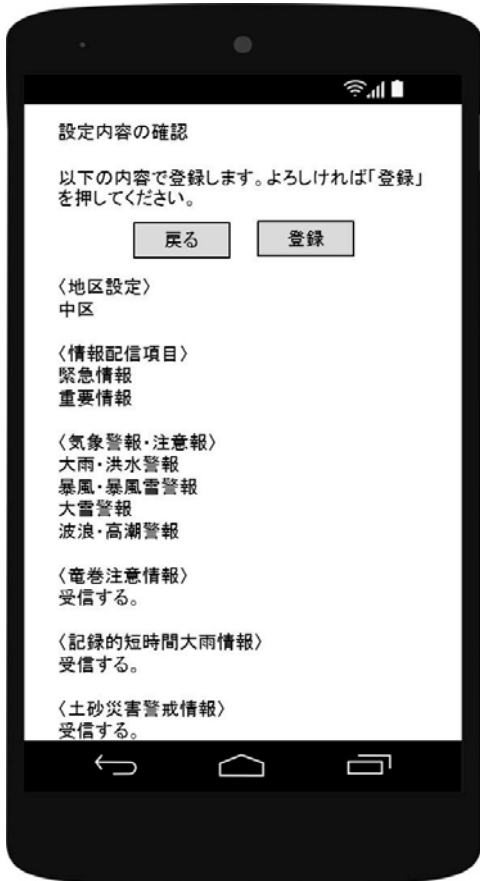 設定内容の確認
以下の内容で登録します。よろしければ「登録」
を押してください。
戻る 登録
〈地区設定〉
中区
〈情報配信項目〉
緊急情報
重要情報
〈気象警報・注意報〉
大雨・洪水警報
暴風・暴風雪警報
大雪警報
波浪・高潮警報
〈竜巻注意情報〉
受信する。
〈記録的短時間大雨情報〉
受信する。
〈土砂災害警戒情報〉
受信する。